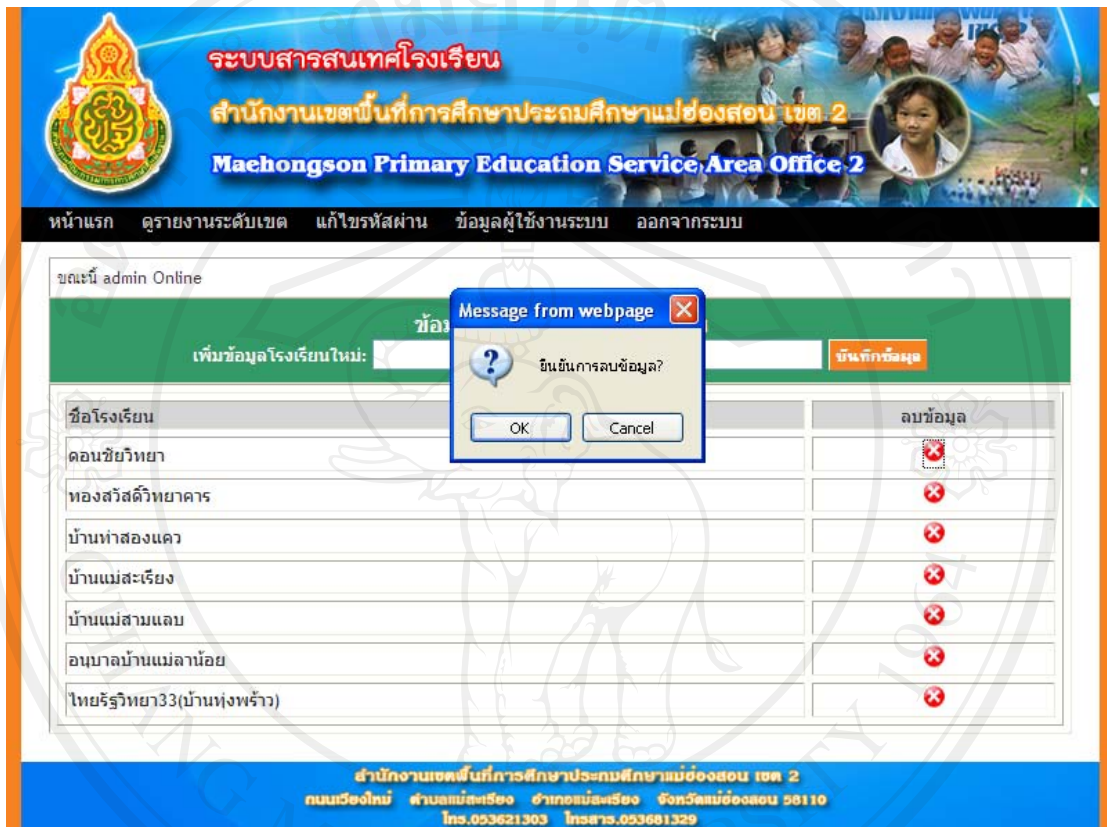 ระบบสารสนเทศโรงเรียน
สำนักงานเขตพื้นที่การศึกษาประถมศึกษาแม่ฮ่องสอน เขต 2
Maehongson Primary Education Service Area Office 2
หน้าแรก ดูรายงานระดับเขต แก้ไขรหัสผ่าน ข้อมูลผู้ใช้งานระบบ ออกจากระบบ
ขณะนี้ admin Online
Message from webpage
เพิ่มข้อมูลโรงเรียนใหม่: บันทึกข้อมูล
ยืนยันการลบข้อมูล?
OK Cancel
ชื่อโรงเรียน ลบข้อมูล
ดอนชัยวิทยา
ทองสวัสดิ์วิทยาคาร
บ้านท่าสองแคว
บ้านแม่สะเรียง
บ้านแม่สามแลบ
อนุบาลบ้านแม่ลาน้อย
ไทยรัฐวิทยา33(บ้านทุ่งพร้าว)
สำนักงานเขตพื้นที่การศึกษาประถมศึกษาแม่ฮ่องสอน เขต 2
ถนนเวียงใหม่ ตำบลแม่สะเรียง อำเภอแม่สะเรียง จังหวัดแม่ฮ่องสอน 58110
โทร.053621303 โทรสาร.053681329